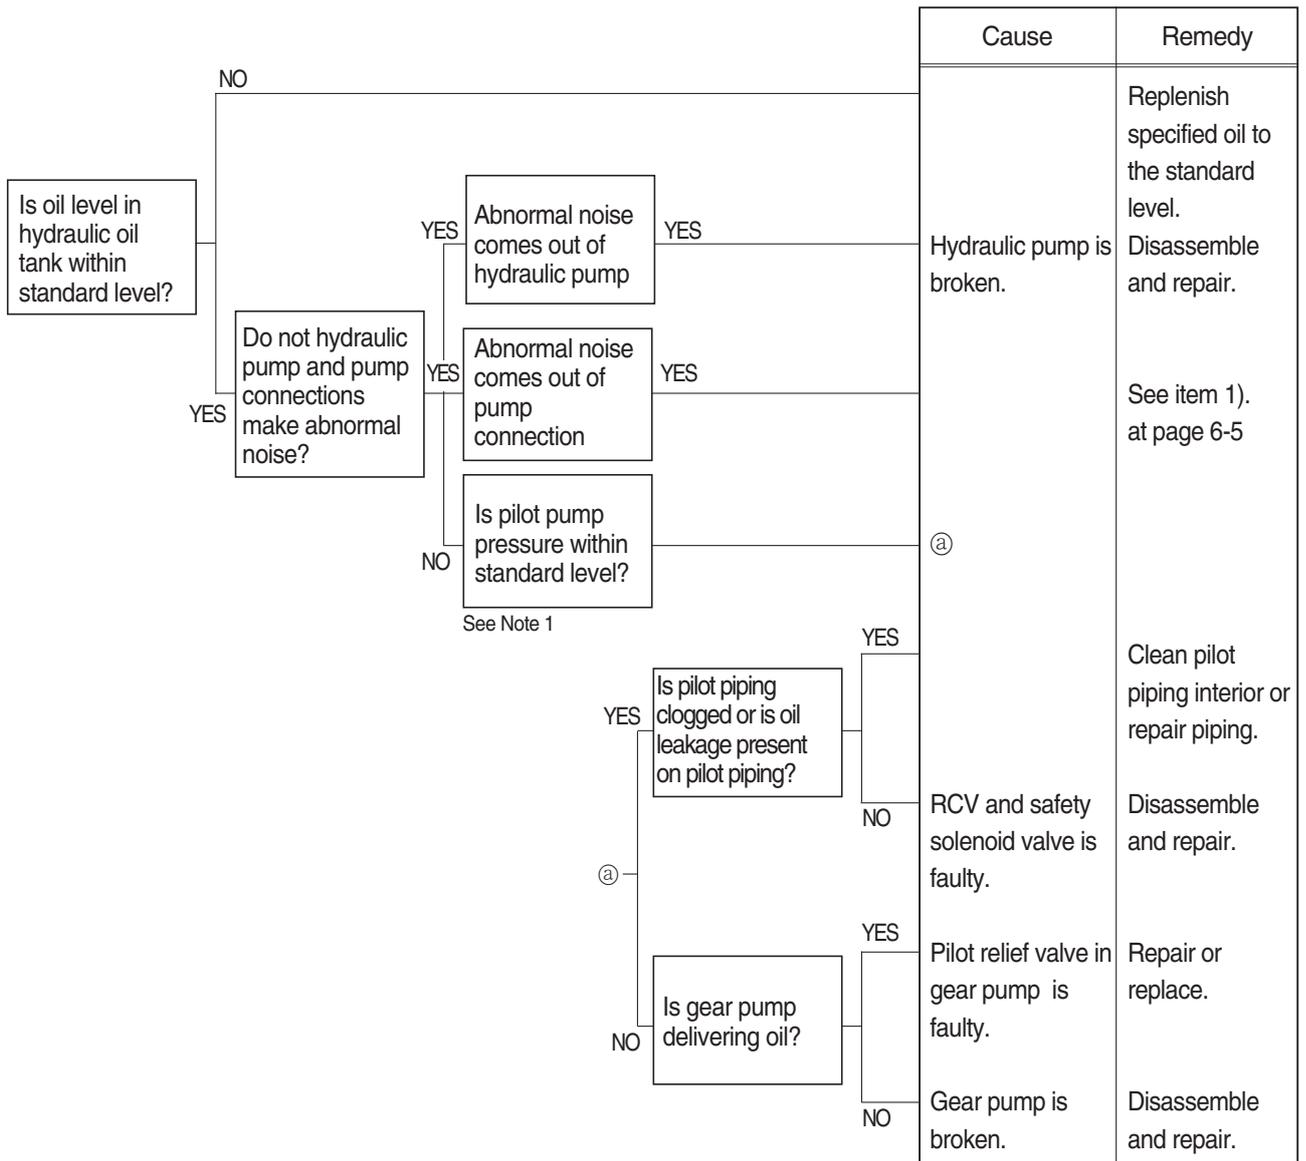 Cause
Remedy
NO
Replenish
specified oil to
the standard
level.
Is oil level in
hydraulic oil
tank within
standard level?
YES
Abnormal noise
comes out of
hydraulic pump
YES
Hydraulic pump is
broken.
Disassemble
and repair.
YES
Do not hydraulic
pump and pump
connections
make abnormal
noise?
YES
Abnormal noise
comes out of
pump
connection
YES
See item 1).
at page 6-5
NO
Is pilot pump
pressure within
standard level?
ⓐ
See Note 1
ⓐ
YES
Is pilot piping
clogged or is oil
leakage present
on pilot piping?
YES
Clean pilot
piping interior or
repair piping.
NO
RCV and safety
solenoid valve is
faulty.
Disassemble
and repair.
NO
Is gear pump
delivering oil?
YES
Pilot relief valve in
gear pump is
faulty.
Repair or
replace.
NO
Gear pump is
broken.
Disassemble
and repair.